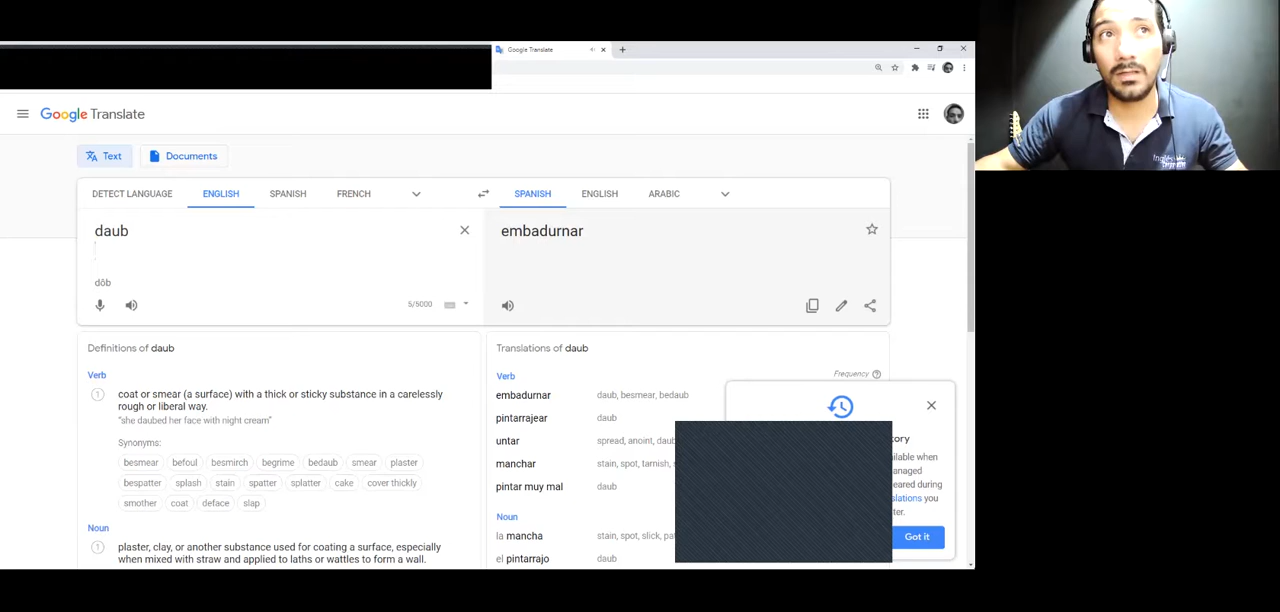 Google Translate
Google Translate
Text
Documents
DETECT LANGUAGE ENGLISH SPANISH FRENCH
SPANISH ENGLISH ARABIC
daub
embadurnar
dôb
5/5000
Definitions of daub
Verb
1 coat or smear (a surface) with a thick or sticky substance in a carelessly
rough or liberal way.
"she daubed her face with night cream"
Synonyms:
besmear befoul besmirch begrime bedaub smear plaster
bespatter splash stain spatter splatter cake cover thickly
smother coat deface slap
Noun
1 plaster, clay, or another substance used for coating a surface, especially
when mixed with straw and applied to laths or wattles to form a wall.
Translations of daub
Verb
Frequency
embadurnar daub, besmear, bedaub
pintarrajear daub
untar spread, anoint, daub
manchar stain, spot, tarnish,
pintar muy mal daub
Noun
la mancha stain, spot, slick,
el pintarrajo daub
Got it